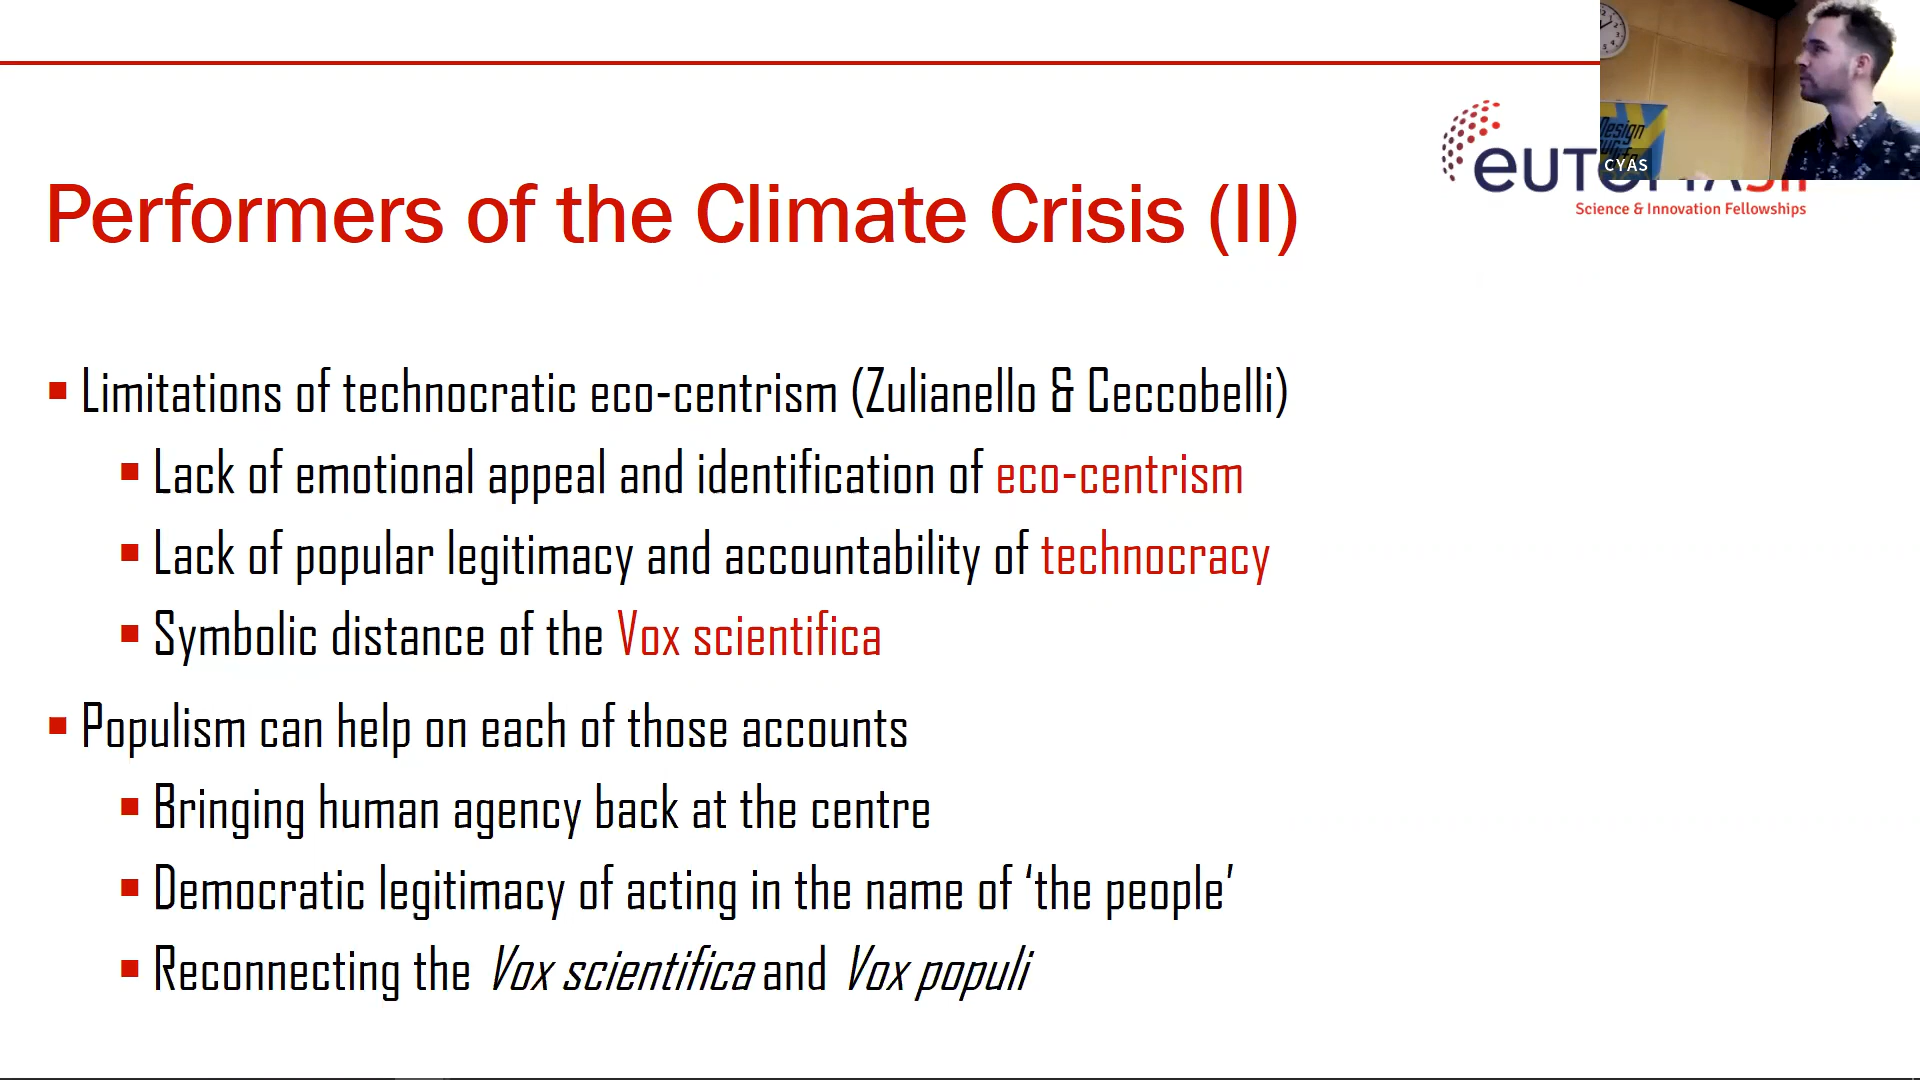 Performers of the Climate Crisis (II)
Science & Innovation Fellowships
Design
CYAS
Limitations of technocratic eco-centrism (Zulianello & Ceccobelli)
Lack of emotional appeal and identification of eco-centrism
Lack of popular legitimacy and accountability of technocracy
Symbolic distance of the Vox scientifica
Populism can help on each of those accounts
Bringing human agency back at the centre
Democratic legitimacy of acting in the name of ‘the people’
Reconnecting the Vox scientifica and Vox populi